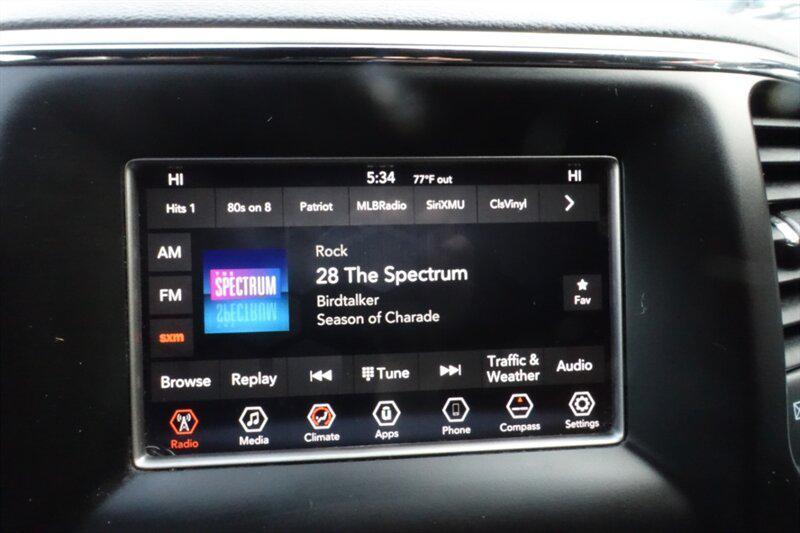 HI 5:34 77°F out HI
Hits 1 80s on 8 Patriot MLBRadio SiriXMU ClsVinyl
AM
FM
sxm
THE
SPECTRUM
Rock
28 The Spectrum
Birdtalker
Season of Charade
Fav
Browse Replay Tune Traffic & Weather Audio
Radio Media Climate Apps Phone Compass Settings